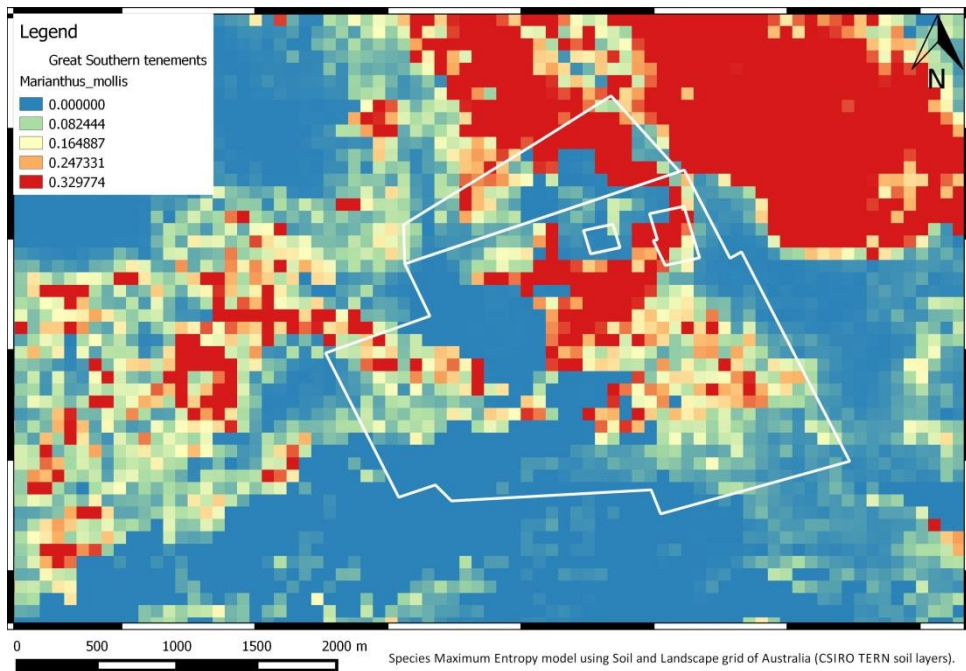 Legend
Great Southern tenements
Marianthus_mollis
0.000000
0.082444
0.164887
0.247331
0.329774
N
0 500 1000 1500 2000 m
Species Maximum Entropy model using Soil and Landscape grid of Australia (CSIRO TERN soil layers).